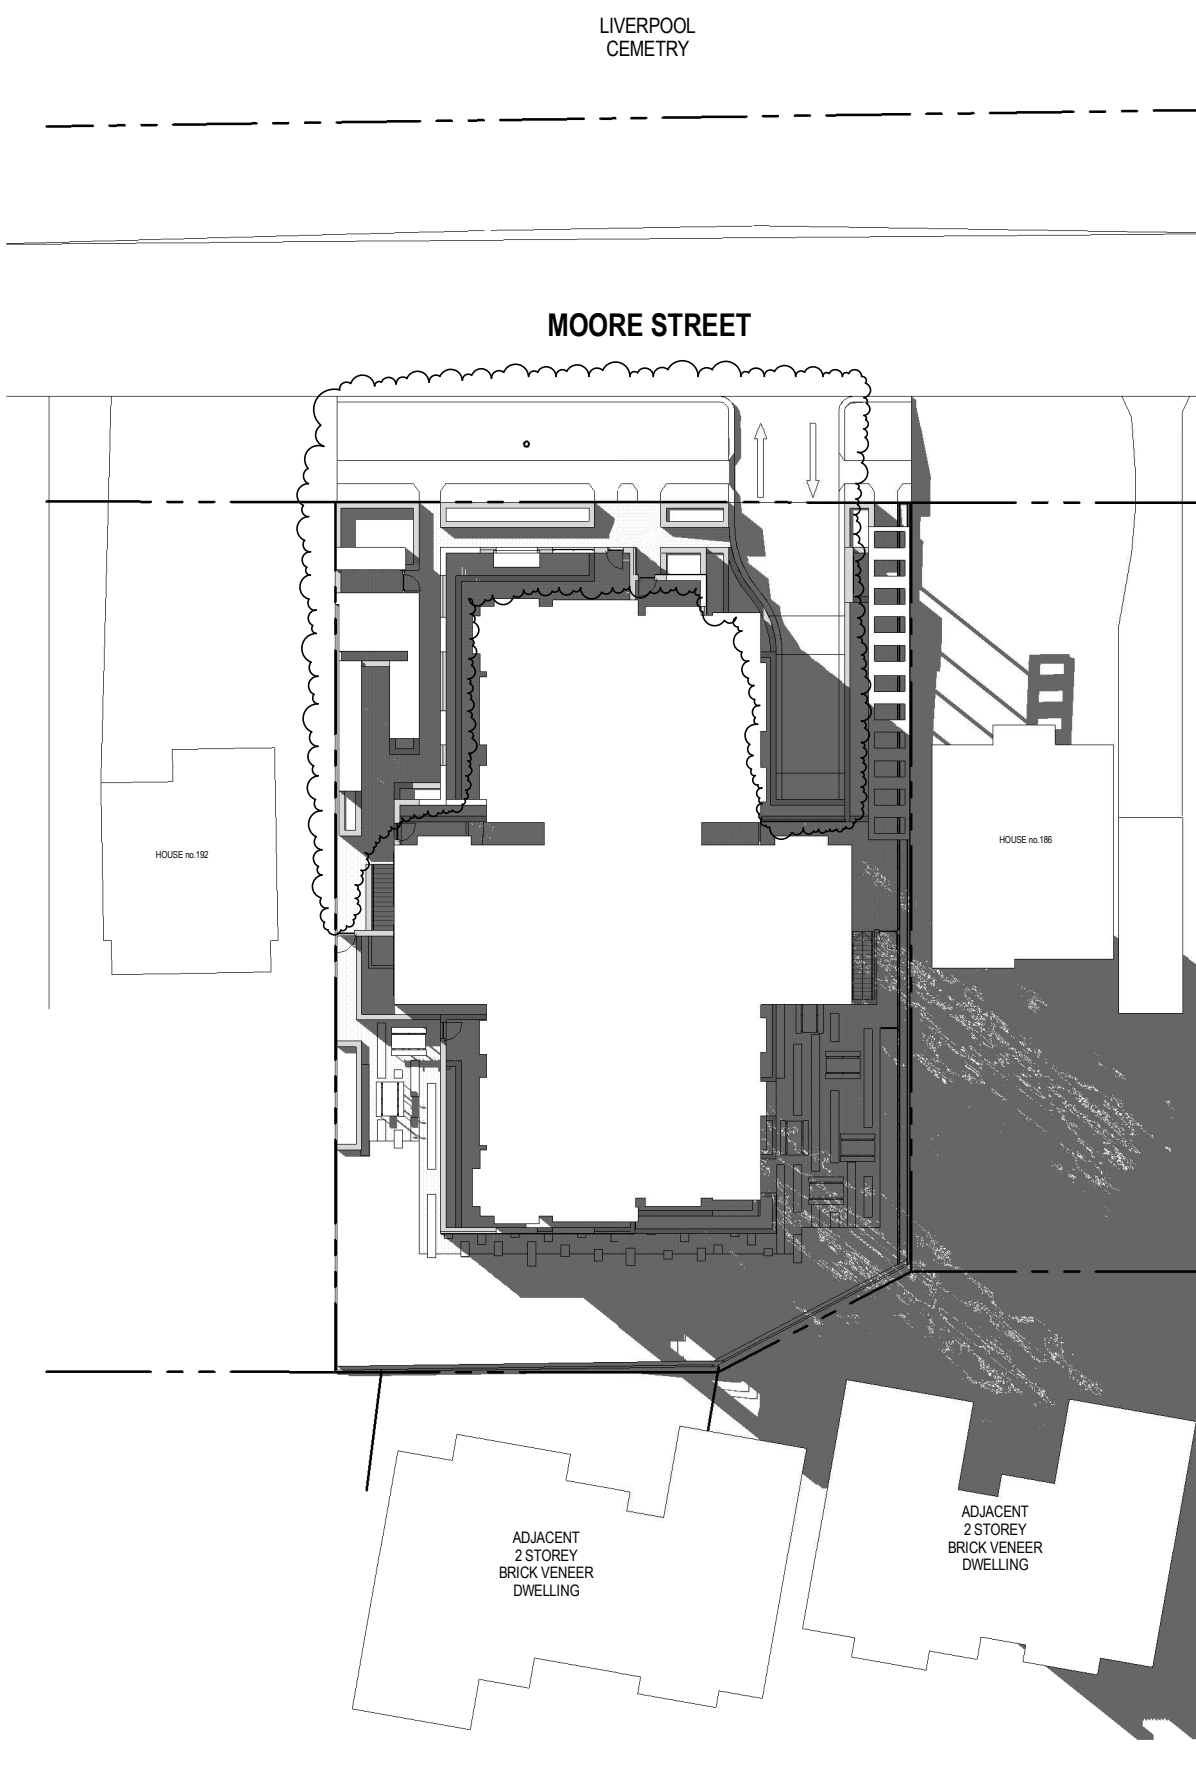 LIVERPOOL
CEMETRY
MOORE STREET
HOUSE no.192
HOUSE no.186
ADJACENT
2 STOREY
BRICK VENEER
DWELLING
ADJACENT
2 STOREY
BRICK VENEER
DWELLING